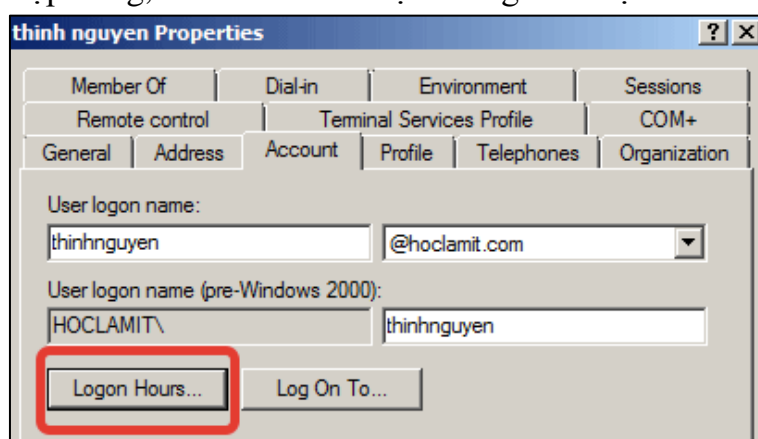 thinh nguyen Properties ? X
Member Of Dial-in Environment Sessions
Remote control Terminal Services Profile COM+
General Address Account Profile Telephones Organization
User logon name:
thinhnguyen @hoclamit.com
User logon name (pre-Windows 2000):
HOCLAMIT\ thinhnguyen
Logon Hours... Log On To...